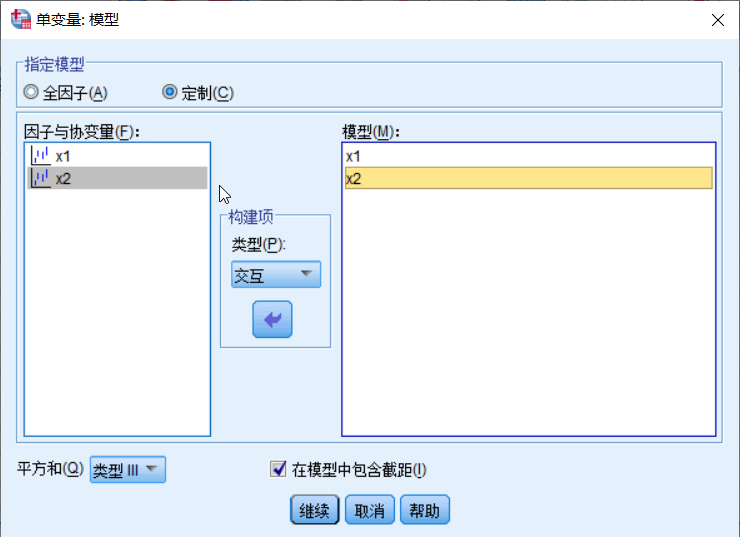 单变量: 模型
指定模型
全因子(A) 定制(C)
因子与协变量(F): 模型(M):
x1 x1
x2 x2
构建项
类型(P):
交互
平方和(Q) 类型 III 在模型中包含截距(I)
继续 取消 帮助